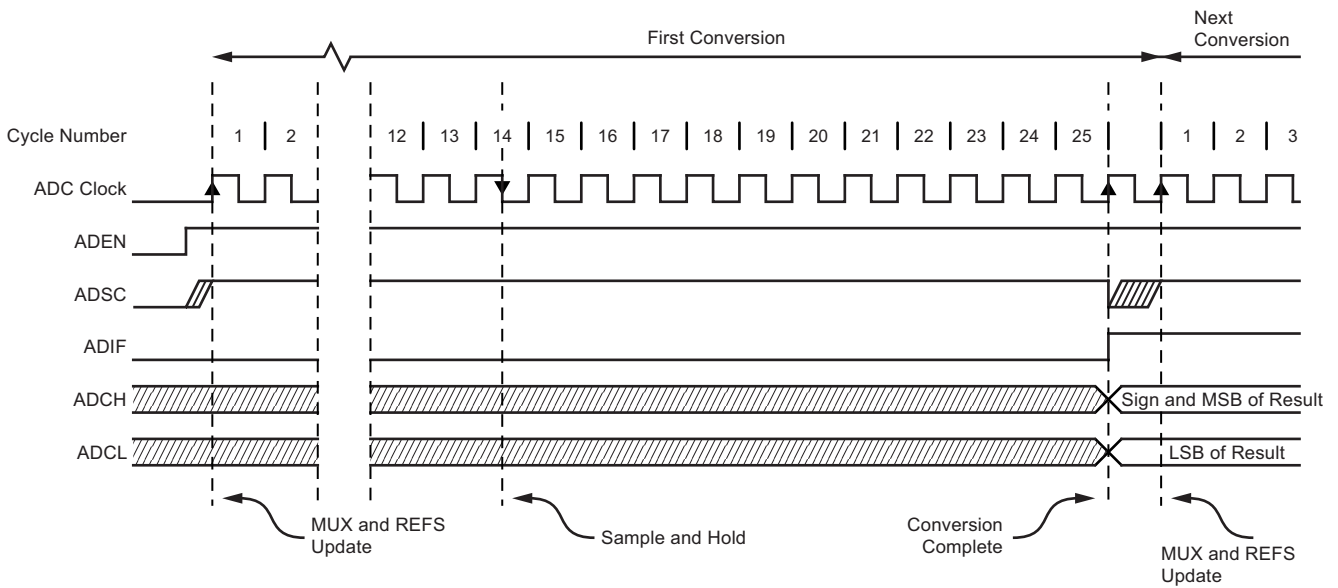 First Conversion
Next
Conversion
Cycle Number 1 2 12 13 14 15 16 17 18 19 20 21 22 23 24 25 1 2 3
ADC Clock
ADEN
ADSC
ADIF
ADCH Sign and MSB of Result
ADCL LSB of Result
MUX and REFS
Update
Sample and Hold
Conversion
Complete
MUX and REFS
Update